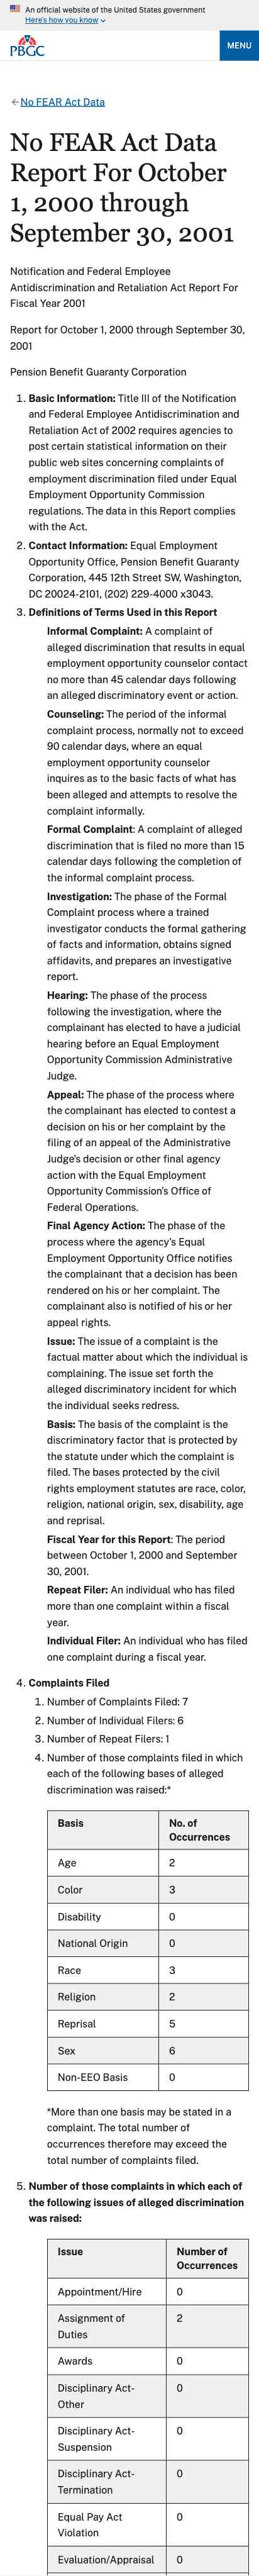 An official website of the United States government
Here's how you know
PBGC
MENU
No FEAR Act Data
No FEAR Act Data
Report For October
1, 2000 through
September 30, 2001
Notification and Federal Employee
Antidiscrimination and Retaliation Act Report For
Fiscal Year 2001
Report for October 1, 2000 through September 30,
2001
Pension Benefit Guaranty Corporation
1. Basic Information: Title III of the Notification
and Federal Employee Antidiscrimination and
Retaliation Act of 2002 requires agencies to
post certain statistical information on their
public web sites concerning complaints of
employment discrimination filed under Equal
Employment Opportunity Commission
regulations. The data in this Report complies
with the Act.
2. Contact Information: Equal Employment
Opportunity Office, Pension Benefit Guaranty
Corporation, 445 12th Street SW, Washington,
DC 20024-2101, (202) 229-4000 x3043.
3. Definitions of Terms Used in this Report
Informal Complaint: A complaint of
alleged discrimination that results in equal
employment opportunity counselor contact
no more than 45 calendar days following
an alleged discriminatory event or action.
Counseling: The period of the informal
complaint process, normally not to exceed
90 calendar days, where an equal
employment opportunity counselor
inquires as to the basic facts of what has
been alleged and attempts to resolve the
complaint informally.
Formal Complaint: A complaint of alleged
discrimination that is filed no more than 15
calendar days following the completion of
the informal complaint process.
Investigation: The phase of the Formal
Complaint process where a trained
investigator conducts the formal gathering
of facts and information, obtains signed
affidavits, and prepares an investigative
report.
Hearing: The phase of the process
following the investigation, where the
complainant has elected to have a judicial
hearing before an Equal Employment
Opportunity Commission Administrative
Judge.
Appeal: The phase of the process where
the complainant has elected to contest a
decision on his or her complaint by the
filing of an appeal of the Administrative
Judge's decision or other final agency
action with the Equal Employment
Opportunity Commission's Office of
Federal Operations.
Final Agency Action: The phase of the
process where the agency's Equal
Employment Opportunity Office notifies
the complainant that a decision has been
rendered on his or her complaint. The
complainant also is notified of his or her
appeal rights.
Issue: The issue of a complaint is the
factual matter about which the individual is
complaining. The issue set forth the
alleged discriminatory incident for which
the individual seeks redress.
Basis: The basis of the complaint is the
discriminatory factor that is protected by
the statute under which the complaint is
filed. The bases protected by the civil
rights employment statutes are race, color,
religion, national origin, sex, disability, age
and reprisal.
Fiscal Year for this Report: The period
between October 1, 2000 and September
30, 2001.
Repeat Filer: An individual who has filed
more than one complaint within a fiscal
year.
Individual Filer: An individual who has filed
one complaint during a fiscal year.
4. Complaints Filed
1. Number of Complaints Filed: 7
2. Number of Individual Filers: 6
3. Number of Repeat Filers: 1
4. Number of those complaints filed in which
each of the following bases of alleged
discrimination was raised:*
Basis No. of
Occurrences
Age 2
Color 3
Disability 0
National Origin 0
Race 3
Religion 2
Reprisal 5
Sex 6
Non-EEO Basis 0
*More than one basis may be stated in a
complaint. The total number of
occurrences therefore may exceed the
total number of complaints filed.
5. Number of those complaints in which each of
the following issues of alleged discrimination
was raised:
Issue Number of
Occurrences
Appointment/Hire 0
Assignment of 2
Duties
Awards 0
Disciplinary Act- 0
Other
Disciplinary Act- 0
Suspension
Disciplinary Act- 0
Termination
Equal Pay Act 0
Violation
Evaluation/Appraisal 0